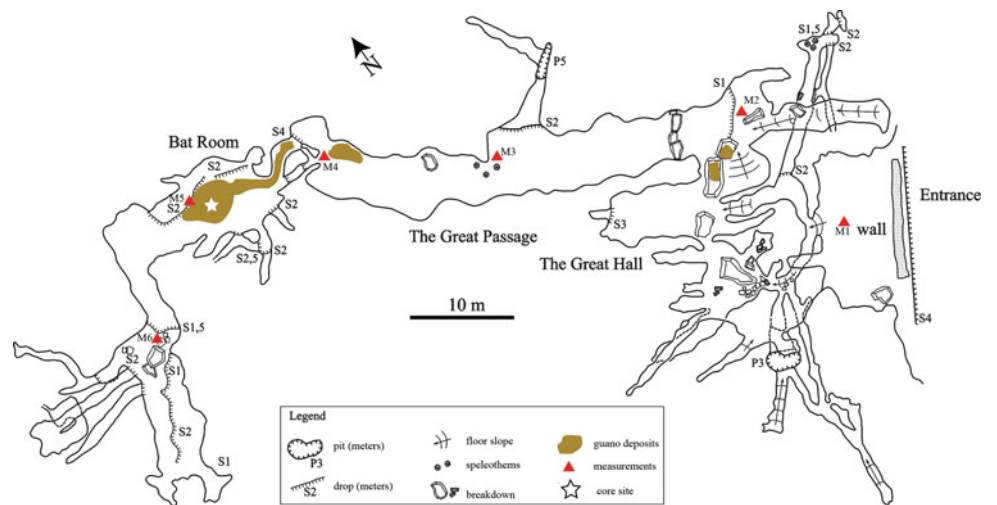 S1,5
S2
S2
P5
N
S1
M2
S2
S4
Bat Room
S2
M4
M3
M5
S2
S2
S2
Entrance
S3
M1
wall
The Great Passage
S2
S2,5
The Great Hall
10 m
S4
S1,5
M6
S2
S1
P3
S2
S1
Legend
pit (meters)
P3
floor slope
guano deposits
speleothems
measurements
S2
drop (meters)
breakdown
core site